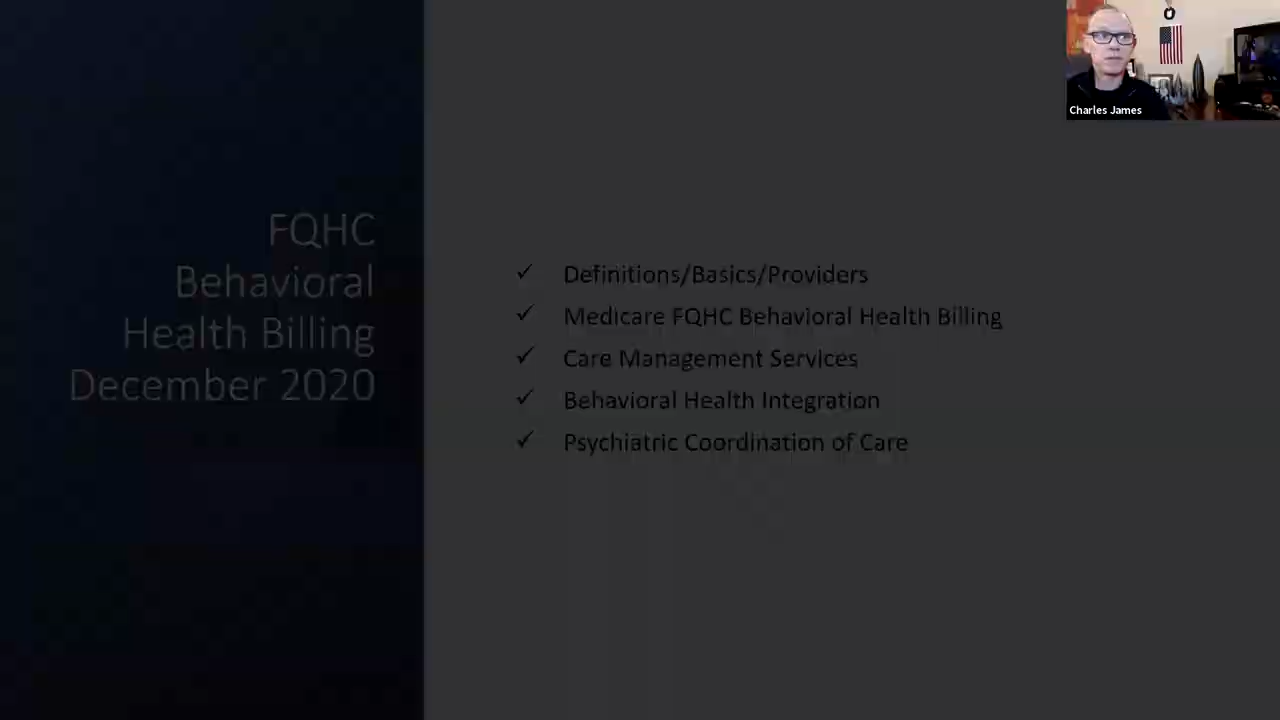 FQHC
Behavioral
Health Billing
December 2020
✓ Definitions/Basics/Providers
✓ Medicare FQHC Behavioral Health Billing
✓ Care Management Services
✓ Behavioral Health Integration
✓ Psychiatric Coordination of Care
Charles James